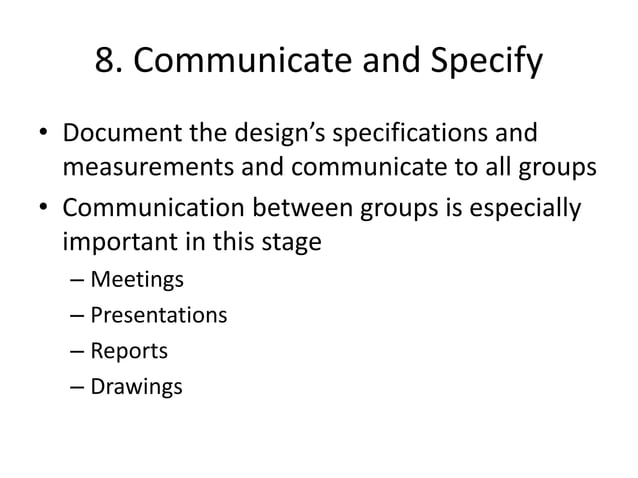 8. Communicate and Specify
• Document the design’s specifications and
measurements and communicate to all groups
• Communication between groups is especially
important in this stage
– Meetings
– Presentations
– Reports
– Drawings